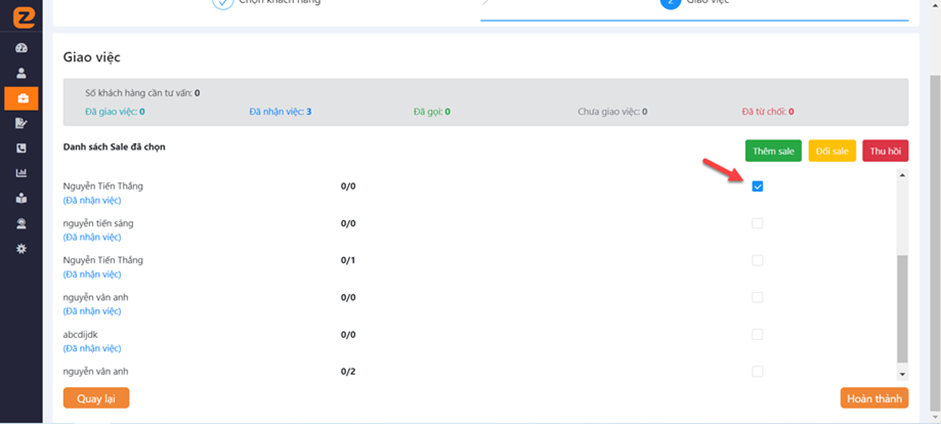 Chọn khách hàng
2
Giao việc
Giao việc
Số khách hàng cần tư vấn: 0
Đã giao việc: 0
Đã nhận việc: 3
Đã gọi: 0
Chưa giao việc: 0
Đã từ chối: 0
Danh sách Sale đã chọn
Thêm sale
Đổi sale
Thu hồi
Nguyễn Tiến Thắng
0/0
(Đã nhận việc)
nguyễn tiến sáng
0/0
(Đã nhận việc)
Nguyễn Tiến Thắng
0/1
(Đã nhận việc)
nguyễn vân anh
0/0
(Đã nhận việc)
abcdijdk
0/0
(Đã nhận việc)
nguyễn vân anh
0/2
Quay lại
Hoàn thành